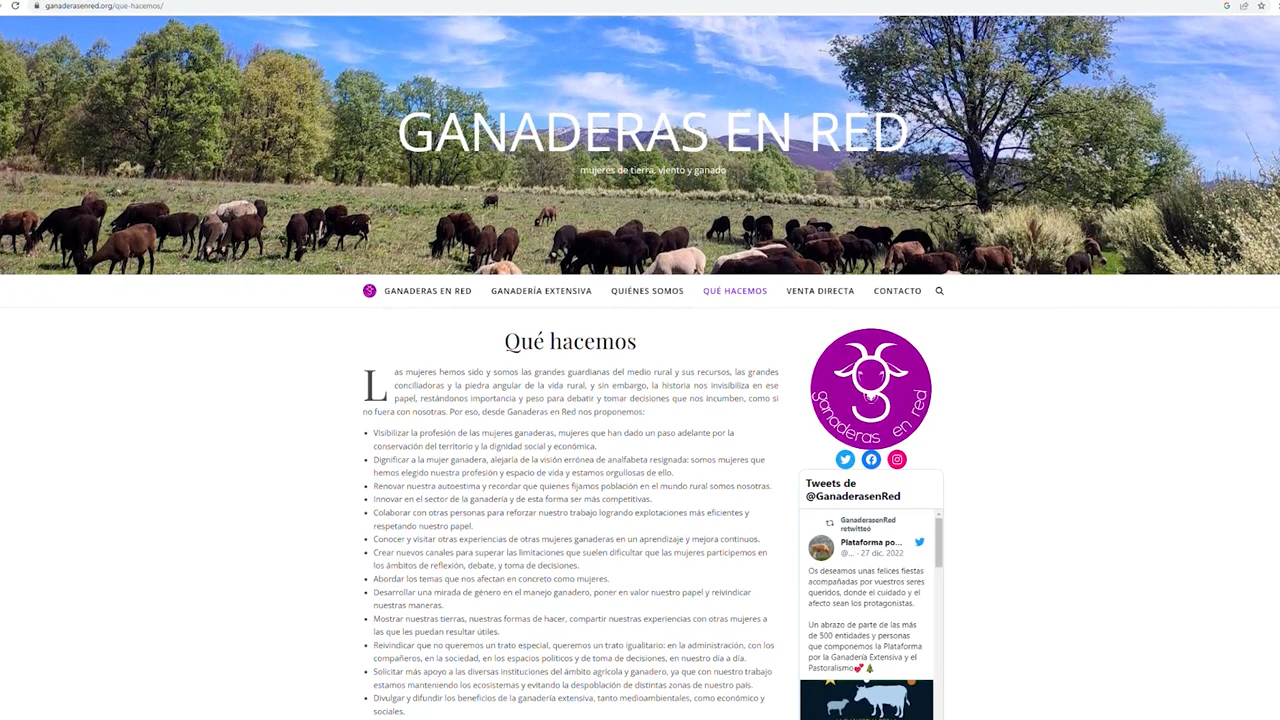 ganaderasenred.org/que-hacemos/
GANADERAS EN RED
mujeres de tierra, viento y ganado
GANADERAS EN RED GANADERÍA EXTENSIVA QUIÉNES SOMOS QUÉ HACEMOS VENTA DIRECTA CONTACTO
Qué hacemos
Las mujeres hemos sido y somos las grandes guardianas del medio rural y sus recursos, las grandes
conciliadoras y la piedra angular de la vida rural, y sin embargo, la historia nos invisibiliza en ese
papel, restándonos importancia y peso para debatir y tomar decisiones que nos incumben, como si
no fuera con nosotras. Por eso, desde Ganaderas en Red nos proponemos:
• Visibilizar la profesión de las mujeres ganaderas, mujeres que han dado un paso adelante por la
conservación del territorio y la dignidad social y económica.
• Dignificar a la mujer ganadera, alejarla de la visión errónea de analfabeta resignada: somos mujeres que
hemos elegido nuestra profesión y espacio de vida y estamos orgullosas de ello.
• Renovar nuestra autoestima y recordar que quienes fijamos población en el mundo rural somos nosotras.
• Innovar en el sector de la ganadería y de esta forma ser más competitivas.
• Colaborar con otras personas para reforzar nuestro trabajo logrando explotaciones más eficientes y
respetando nuestro papel.
• Conocer y visitar otras experiencias de otras mujeres ganaderas en un aprendizaje y mejora continuos.
• Crear nuevos canales para superar las limitaciones que suelen dificultar que las mujeres participemos en
los ámbitos de reflexión, debate, y toma de decisiones.
• Abordar los temas que nos afectan en concreto como mujeres.
• Desarrollar una mirada de género en el manejo ganadero, poner en valor nuestro papel y reivindicar
nuestras maneras.
• Mostrar nuestras tierras, nuestras formas de hacer, compartir nuestras experiencias con otras mujeres a
las que les puedan resultar útiles.
• Reivindicar que no queremos un trato especial, queremos un trato igualitario: en la administración, con los
compañeros, en la sociedad, en los espacios políticos y de toma de decisiones, en nuestro día a día.
• Solicitar más apoyo a las diversas instituciones del ámbito agrícola y ganadero, ya que con nuestro trabajo
estamos manteniendo los ecosistemas y evitando la despoblación de distintas zonas de nuestro país.
• Divulgar y difundir los beneficios de la ganadería extensiva, tanto medioambientales, como económico y
sociales.
ganaderas en red
Tweets de
@GanaderasenRed
GanaderasenRed
retwitteó
Plataforma po...
@... · 27 dic. 2022
Os deseamos unas felices fiestas
acompañadas por vuestros seres
queridos, donde el cuidado y el
afecto sean los protagonistas.
Un abrazo de parte de las más
de 500 entidades y personas
que componemos la Plataforma
por la Ganadería Extensiva y el
Pastoralismo💕🎄